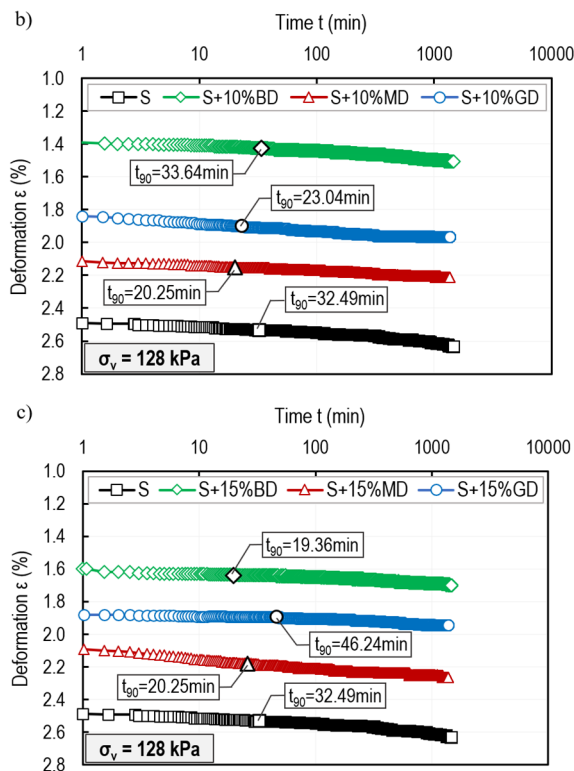 b)
Time t (min)
1 10 100 1000 10000
Deformation ε (%)
1.0
S S+10%BD S+10%MD S+10%GD
1.2
1.4
t90=33.64min
1.6
t90=23.04min
1.8
2.0
2.2
t90=20.25min
t90=32.49min
2.4
2.6
σv = 128 kPa
2.8
c)
Time t (min)
1 10 100 1000 10000
Deformation ε (%)
1.0
S S+15%BD S+15%MD S+15%GD
1.2
1.4
t90=19.36min
1.6
1.8
2.0
t90=46.24min
2.2
t90=20.25min
t90=32.49min
2.4
2.6
σv = 128 kPa
2.8